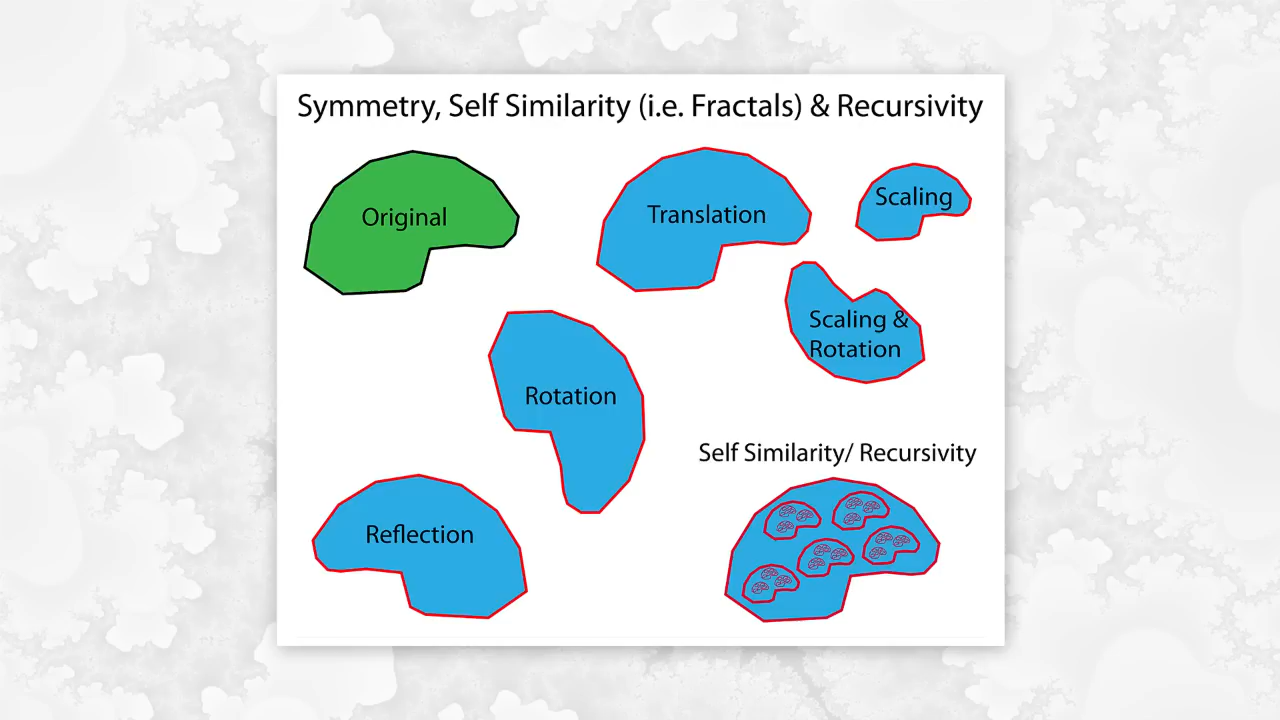 Symmetry, Self Similarity (i.e. Fractals) & Recursivity
Original
Translation
Scaling
Scaling &
Rotation
Rotation
Self Similarity/ Recursivity
Reflection